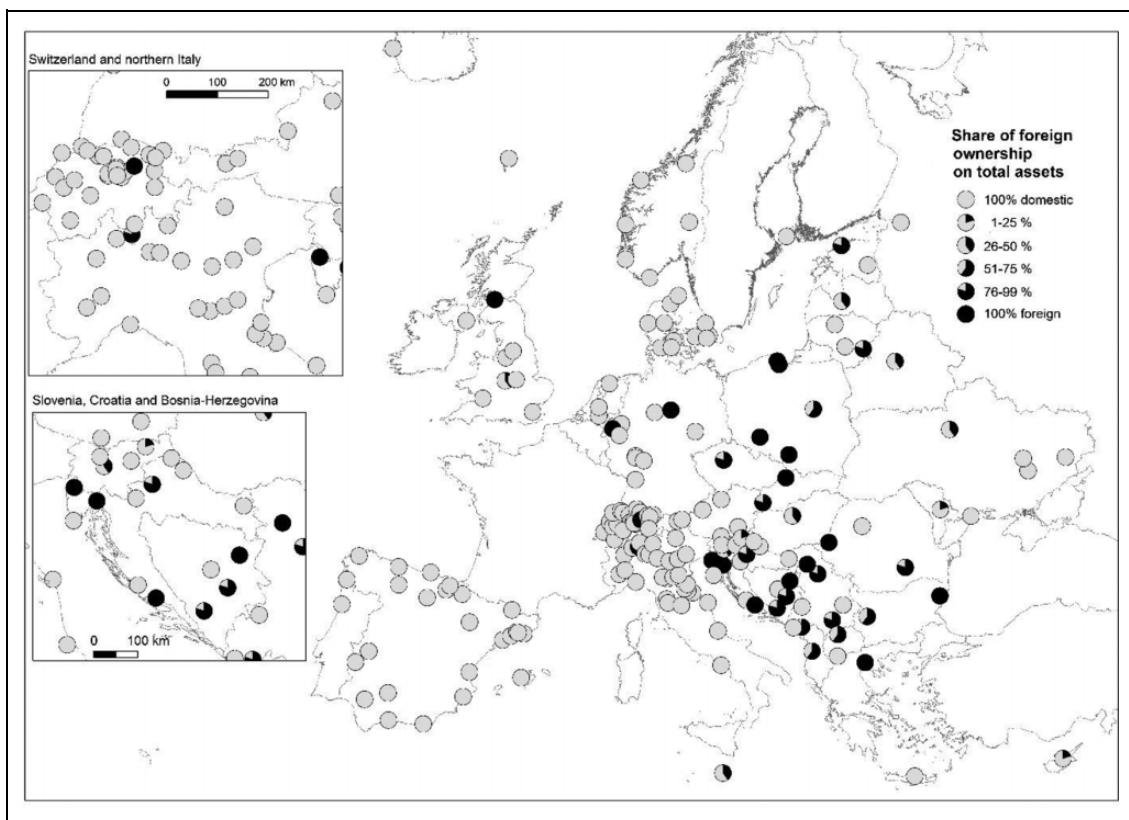 Switzerland and northern Italy
0 100 200 km
Share of foreign
ownership
on total assets
100% domestic
1-25 %
26-50 %
51-75 %
76-99 %
100% foreign
Slovenia, Croatia and Bosnia-Herzegovina
0 100 km